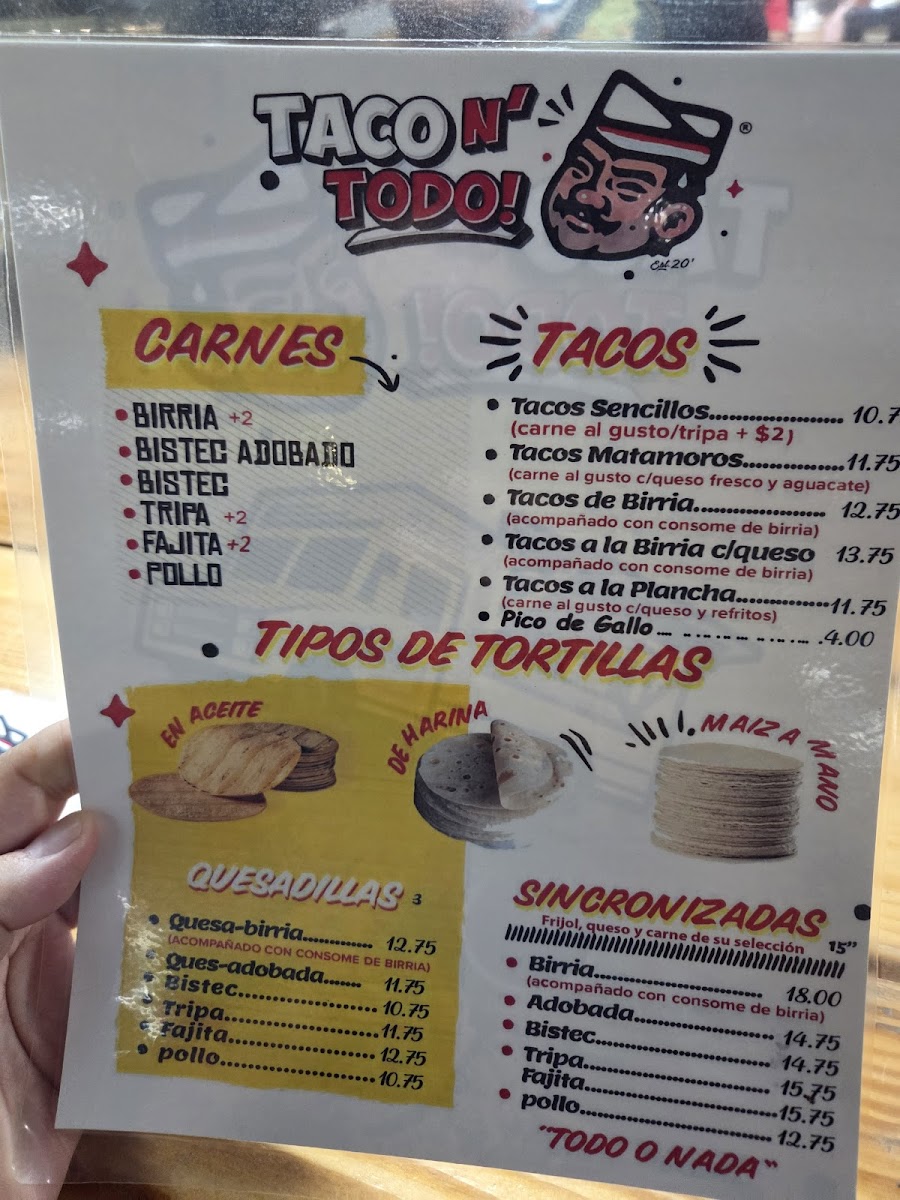 TACO N'
TODO!
®
Est 20'
CARNES
BIRRIA +2
BISTEC ADOBADO
BISTEC
TRIPA +2
FAJITA +2
POLLO
TACOS
Tacos Sencillos..................... 10.7
(carne al gusto/tripa + $2)
Tacos Matamoros...............11.75
(carne al gusto c/queso fresco y aguacate)
Tacos de Birria..................... 12.75
(acompañado con consome de birria)
Tacos a la Birria c/queso 13.75
(acompañado con consome de birria)
Tacos a la Plancha..............11.75
(carne al gusto c/queso y refritos)
Pico de Gallo .................. 4.00
TIPOS DE TORTILLAS
EN ACEITE
DE HARINA
MAIZ A MANO
QUESADILLAS 3
Quesa-birria............. 12.75
(ACOMPAÑADO CON CONSOME DE BIRRIA)
Ques-adobada....... 11.75
Bistec....................10.75
Tripa......................11.75
Fajita.....................12.75
pollo......................10.75
SINCRONIZADAS
Frijol, queso y carne de su selección 15"
Birria....................... 18.00
(acompañado con consome de birria)
Adobada....................14.75
Bistec........................14.75
Tripa......................... 15.75
Fajita.........................15.75
pollo..........................12.75
"TODO O NADA"